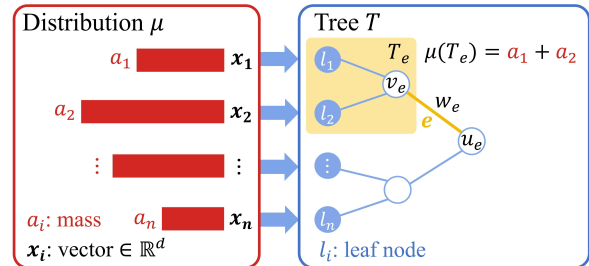 Distribution μ
a₁ x₁
a₂ x₂
⋮ ⋮
aₙ xₙ
aᵢ: mass
xᵢ: vector ∈ ℝᵈ
Tree T
l₁
l₂
⋮
lₙ
Tₑ μ(Tₑ) = a₁ + a₂
vₑ
wₑ
e
uₑ
lᵢ: leaf node